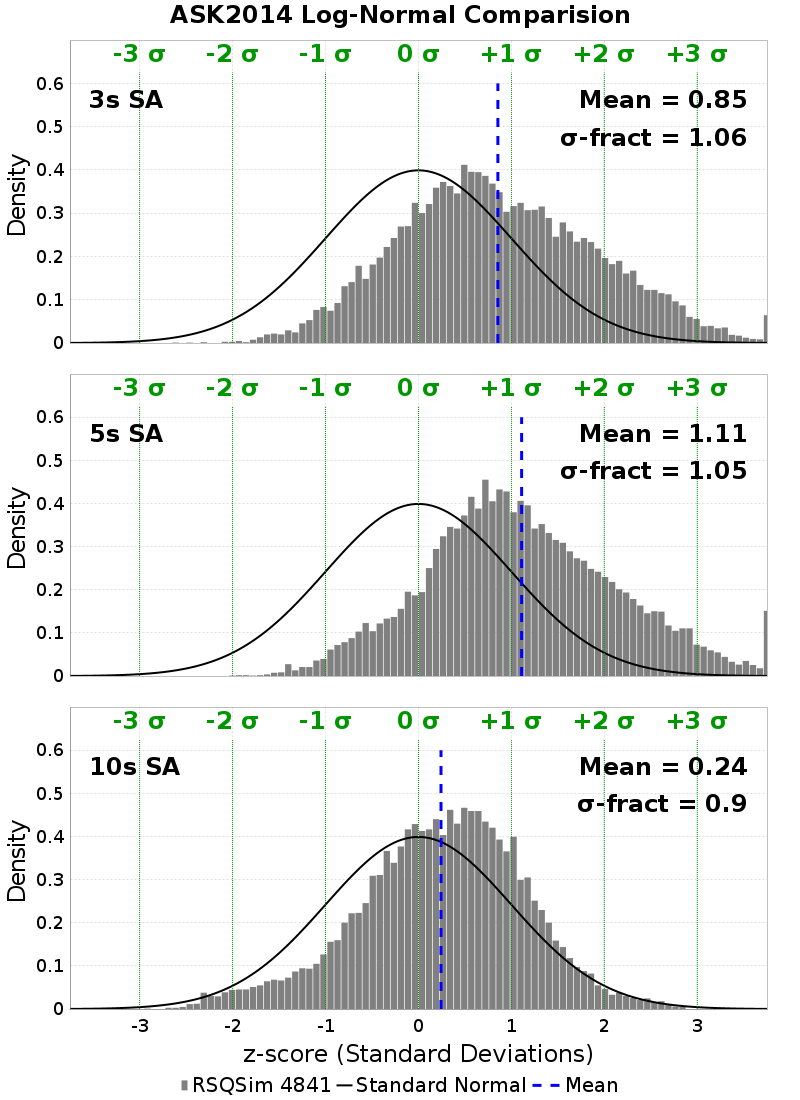 ASK2014 Log-Normal Comparision
-3 σ -2 σ -1 σ 0 σ +1 σ +2 σ +3 σ
3s SA
Mean = 0.85
σ-fract = 1.06
0.6
0.5
0.4
0.3
0.2
0.1
0
Density
-3 σ -2 σ -1 σ 0 σ +1 σ +2 σ +3 σ
5s SA
Mean = 1.11
σ-fract = 1.05
0.6
0.5
0.4
0.3
0.2
0.1
0
Density
-3 σ -2 σ -1 σ 0 σ +1 σ +2 σ +3 σ
10s SA
Mean = 0.24
σ-fract = 0.9
0.6
0.5
0.4
0.3
0.2
0.1
0
Density
-3 -2 -1 0 1 2 3
z-score (Standard Deviations)
RSQSim 4841 Standard Normal Mean